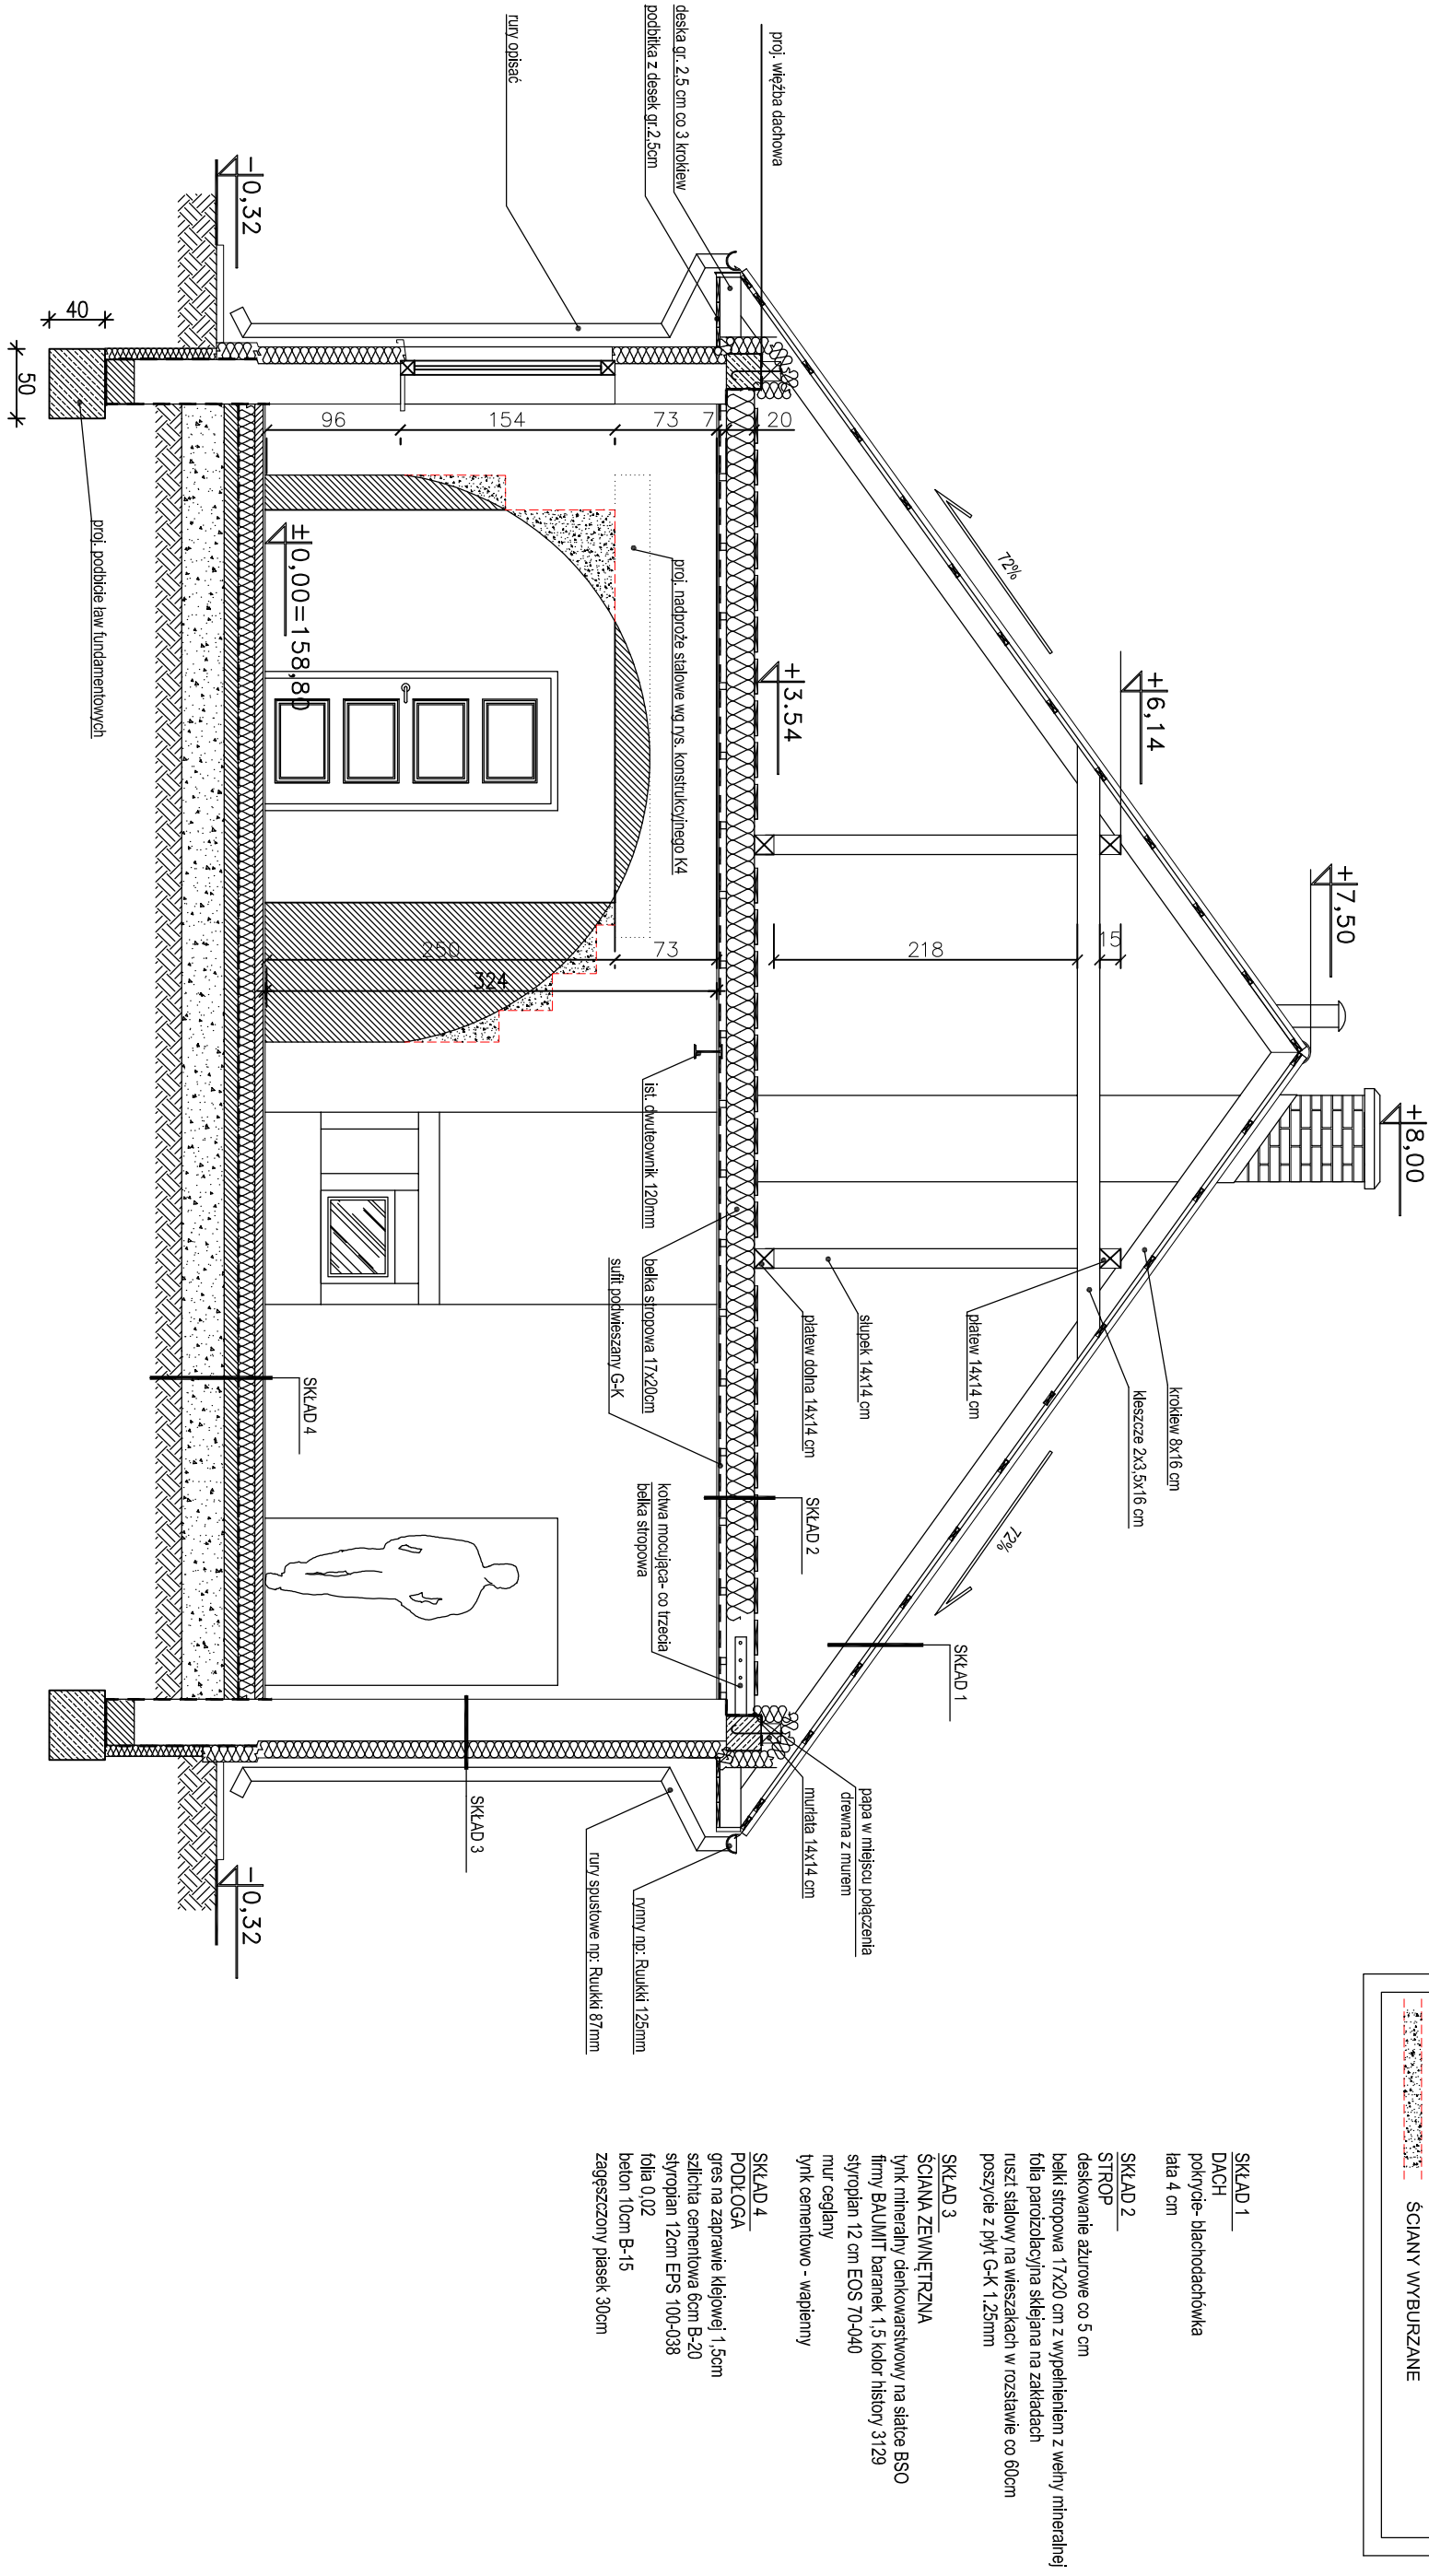 +8,00
+7,50
+6,14
+3.54
±0,00=158,80
-0,32
-0,32
72%
72%
proj. więźba dachowa
deska gr. 2,5 cm co 3 krokiew
podbitka z desek gr.2,5cm
rury opisać
proj. podbicie ław fundamentowych
40
50
96
154
73
7
20
250
73
324
218
15
proj. nadproże stalowe wg rys. konstrukcyjnego K4
ist. dwuteownik 120mm
belka stropowa 17x20cm
sufit podwieszany G-K
krokiew 8x16 cm
kleszcze 2x3,5x16 cm
płatew 14x14 cm
słupek 14x14 cm
płatew dolna 14x14 cm
kotwa mocująca- co trzecia
belka stropowa
SKŁAD 1
SKŁAD 2
SKŁAD 3
SKŁAD 4
papa w miejscu połączenia
drewna z murem
murłata 14x14 cm
rynny np: Ruukki 125mm
rury spustowe np: Ruukki 87mm
ŚCIANY WYBURZANE
SKŁAD 1
DACH
pokrycie- blachodachówka
łata 4 cm
SKŁAD 2
STROP
deskowanie ażurowe co 5 cm
belki stropowa 17x20 cm z wypełnieniem z wełny mineralnej
folia paroizolacyjna sklejana na zakładach
ruszt stalowy na wieszakach w rozstawie co 60cm
poszycie z płyt G-K 1.25mm
SKŁAD 3
ŚCIANA ZEWNĘTRZNA
tynk mineralny cienkowarstwowy na siatce BSO
firmy BAUMIT baranek 1,5 kolor history 3129
styropian 12 cm EOS 70-040
mur ceglany
tynk cementowo - wapienny
SKŁAD 4
PODŁOGA
gres na zaprawie klejowej 1,5cm
szlichta cementowa 6cm B-20
styropian 12cm EPS 100-038
folia 0,02
beton 10cm B-15
zagęszczony piasek 30cm